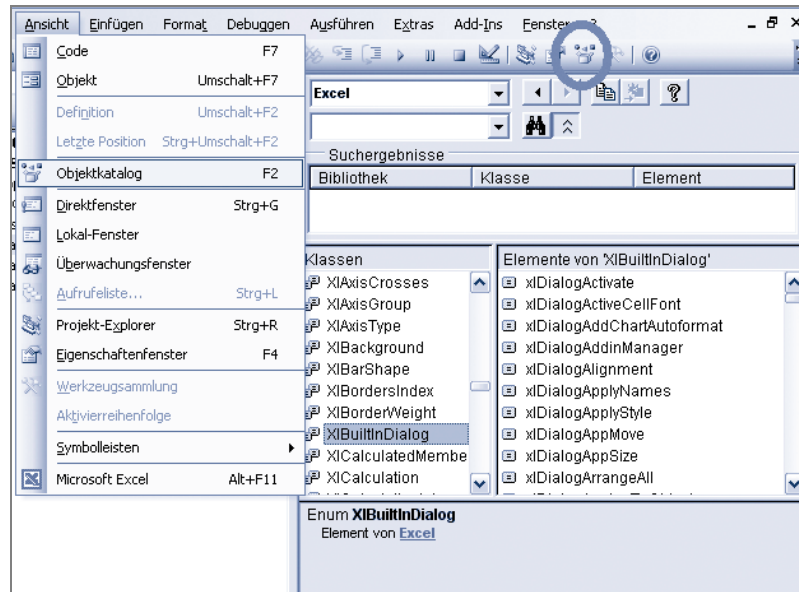 Ansicht Einfügen Format Debuggen Ausführen Extras Add-Ins Fenster ?
Code F7
Objekt Umschalt+F7
Definition Umschalt+F2
Letzte Position Strg+Umschalt+F2
Objektkatalog F2
Direktfenster Strg+G
Lokal-Fenster
Überwachungsfenster
Aufrufeliste... Strg+L
Projekt-Explorer Strg+R
Eigenschaftenfenster F4
Werkzeugsammlung
Aktivierreihenfolge
Symbolleisten
Microsoft Excel Alt+F11
Excel
Suchergebnisse
Bibliothek Klasse Element
Klassen
XlAxisCrosses
XlAxisGroup
XlAxisType
XlBackground
XlBarShape
XlBordersIndex
XlBorderWeight
XlBuiltInDialog
XlCalculatedMembe
XlCalculation
Elemente von 'XlBuiltInDialog'
xlDialogActivate
xlDialogActiveCellFont
xlDialogAddChartAutoformat
xlDialogAddinManager
xlDialogAlignment
xlDialogApplyNames
xlDialogApplyStyle
xlDialogAppMove
xlDialogAppSize
xlDialogArrangeAll
Enum XlBuiltInDialog
Element von Excel